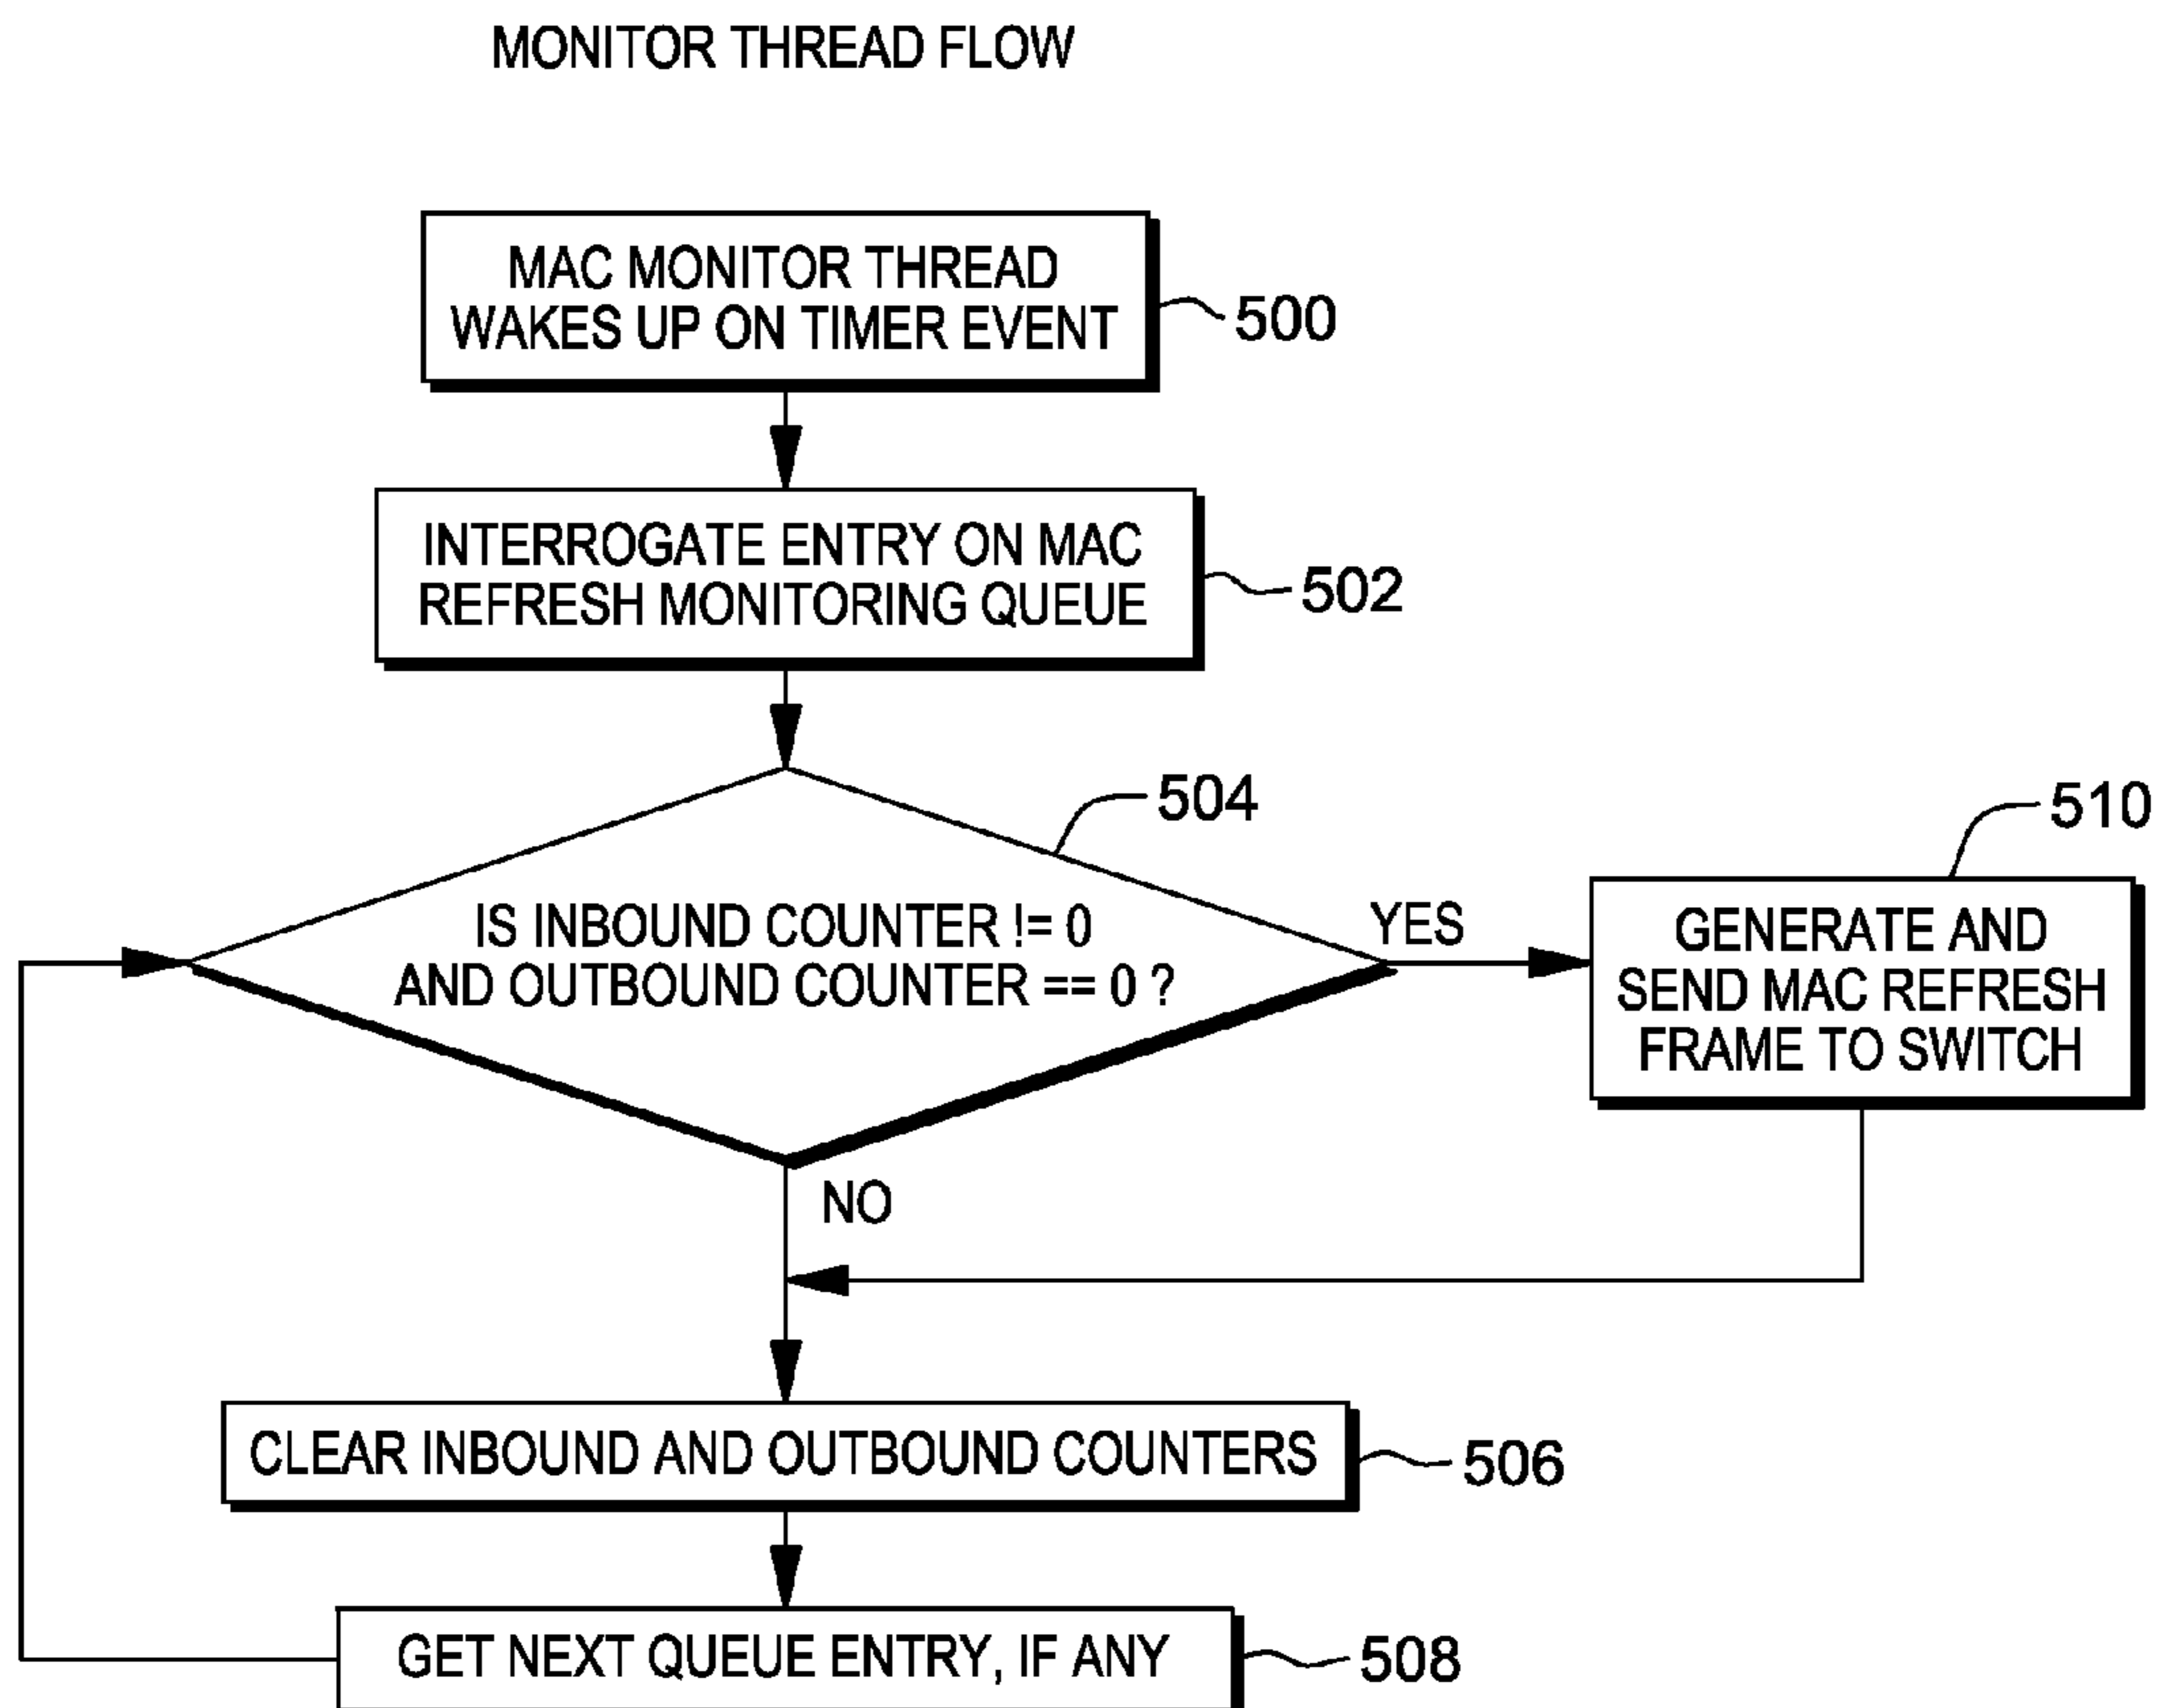 MONITOR THREAD FLOW
MAC MONITOR THREAD
WAKES UP ON TIMER EVENT
500
INTERROGATE ENTRY ON MAC
REFRESH MONITORING QUEUE
502
504
510
IS INBOUND COUNTER != 0
AND OUTBOUND COUNTER == 0 ?
YES
GENERATE AND
SEND MAC REFRESH
FRAME TO SWITCH
NO
CLEAR INBOUND AND OUTBOUND COUNTERS
506
GET NEXT QUEUE ENTRY, IF ANY
508